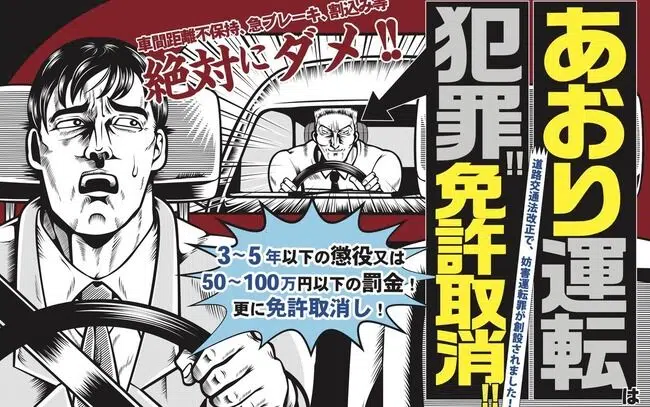 あおり運転は
道路交通法改正で、妨害運転罪が創設されました!
犯罪!!
免許取消!!
車間距離不保持、急ブレーキ、割込み等
絶対にダメ!!
3～5年以下の懲役又は
50～100万円以下の罰金!
更に免許取消し!